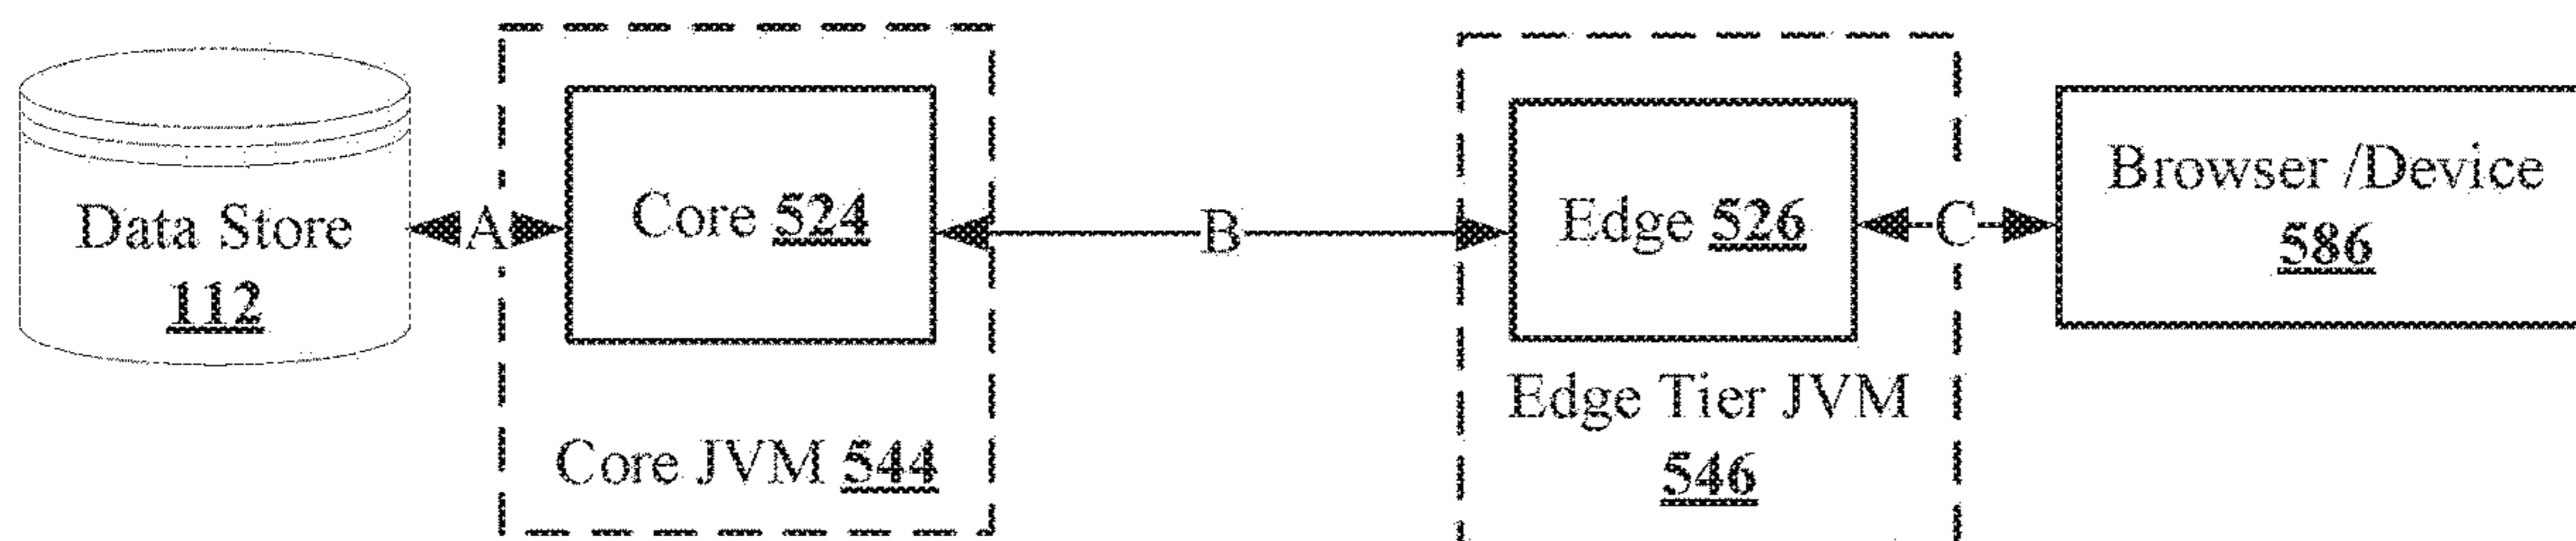 Data Store
112
A
Core 524
Core JVM 544
B
Edge 526
Edge Tier JVM
546
C
Browser /Device
586